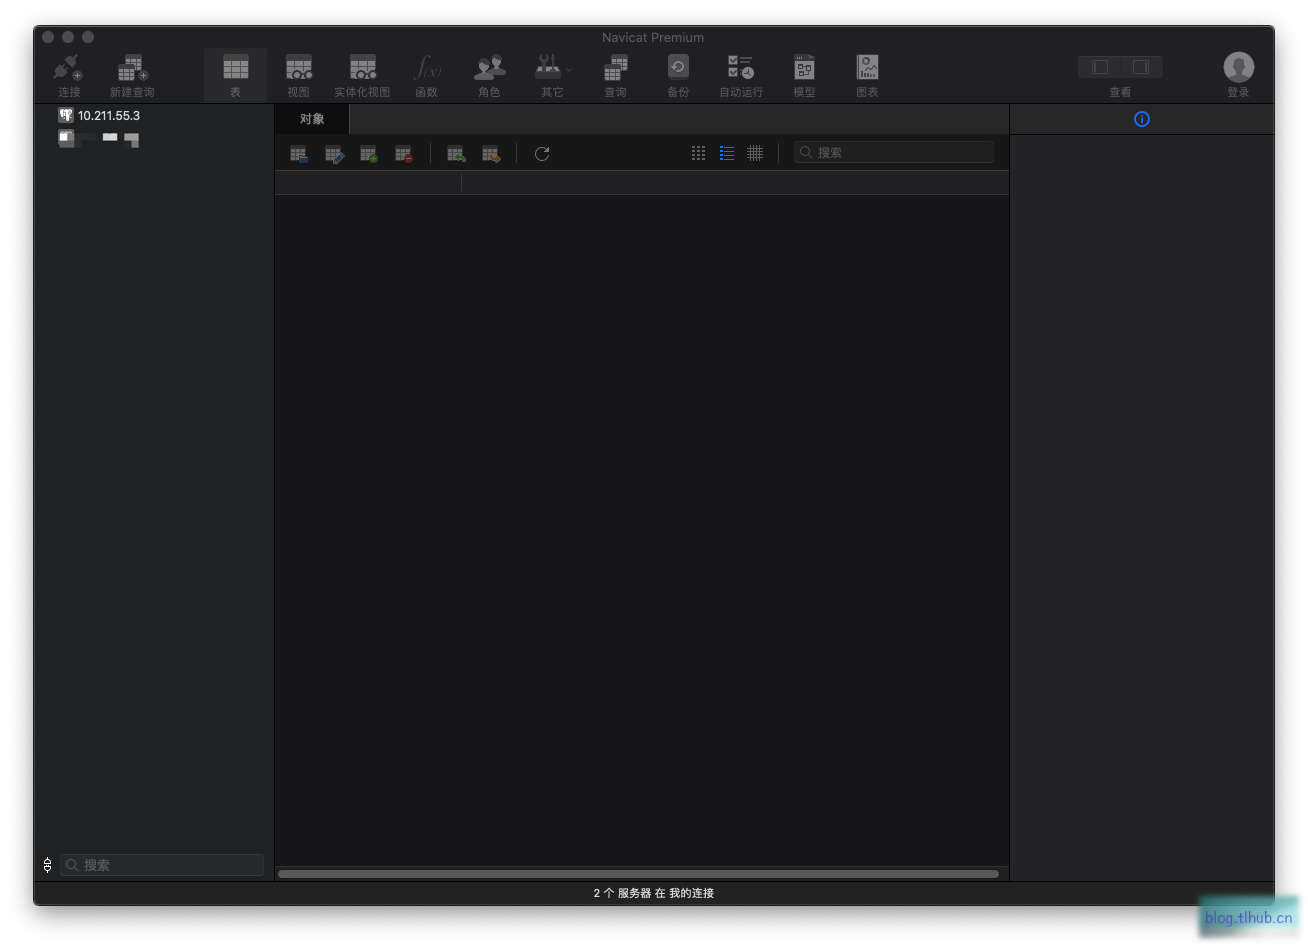 Navicat Premium
连接
新建查询
表
视图
实体化视图
函数
角色
其它
查询
备份
自动运行
模型
图表
查看
登录
10.211.55.3
对象
搜索
搜索
2 个 服务器 在 我的连接
blog.tlhub.cn